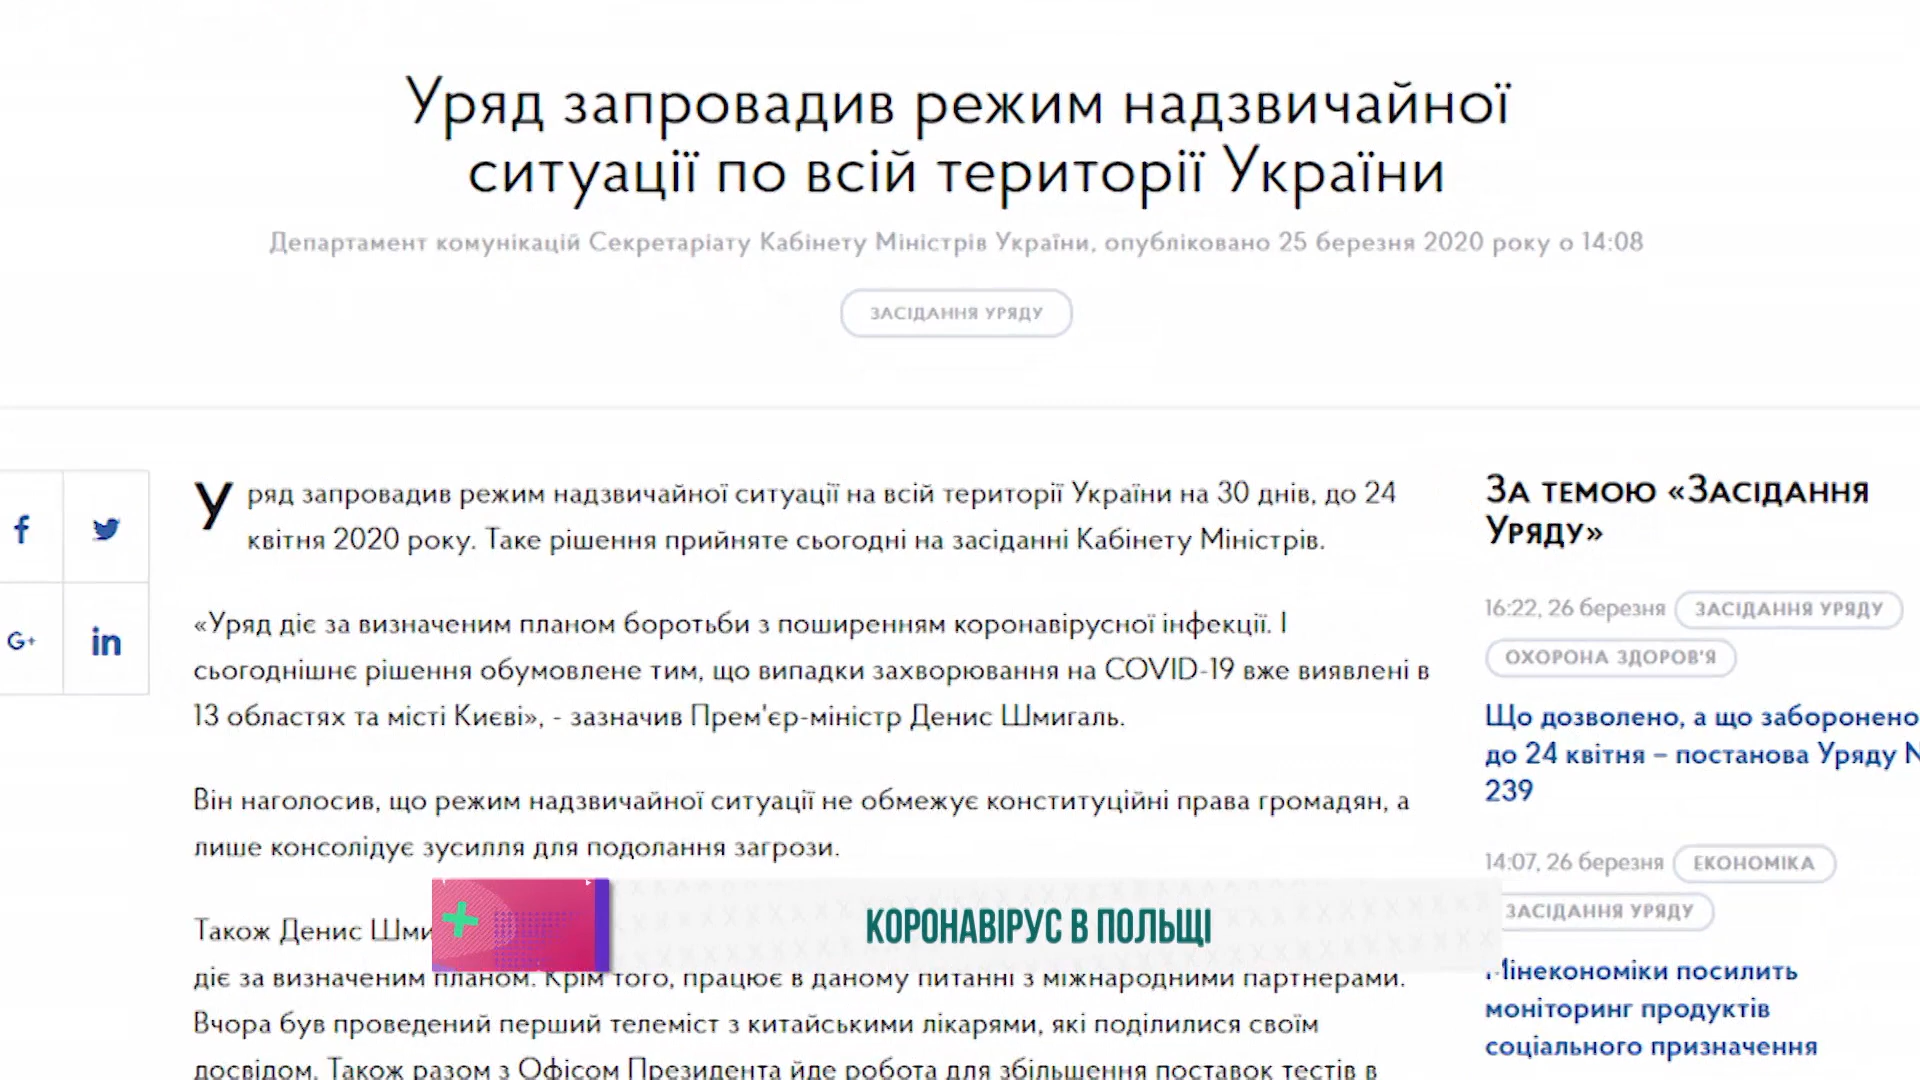 Уряд запровадив режим надзвичайної
ситуації по всій території України
Департамент комунікацій Секретаріату Кабінету Міністрів України, опубліковано 25 березня 2020 року о 14:08
ЗАСІДАННЯ УРЯДУ
f
G+
in
Уряд запровадив режим надзвичайної ситуації на всій території України на 30 днів, до 24
квітня 2020 року. Таке рішення прийняте сьогодні на засіданні Кабінету Міністрів.
«Уряд діє за визначеним планом боротьби з поширенням коронавірусної інфекції. І
сьогоднішнє рішення обумовлене тим, що випадки захворювання на COVID-19 вже виявлені в
13 областях та місті Києві», - зазначив Прем'єр-міністр Денис Шмигаль.
Він наголосив, що режим надзвичайної ситуації не обмежує конституційні права громадян, а
лише консолідує зусилля для подолання загрози.
Також Денис Шми
діє за визначеним планом. Крім того, працює в даному питанні з міжнародними партнерами.
Вчора був проведений перший телеміст з китайськими лікарями, які поділилися своїм
досвідом. Також разом з Офісом Президента йде робота для збільшення поставок тестів в
КОРОНАВІРУС В ПОЛЬЩІ
За темою «Засідання
Уряду»
16:22, 26 березня ЗАСІДАННЯ УРЯДУ
ОХОРОНА ЗДОРОВ'Я
Що дозволено, а що заборонено
до 24 квітня – постанова Уряду
239
14:07, 26 березня ЕКОНОМІКА
ЗАСІДАННЯ УРЯДУ
Мінекономіки посилить
моніторинг продуктів
соціального призначення